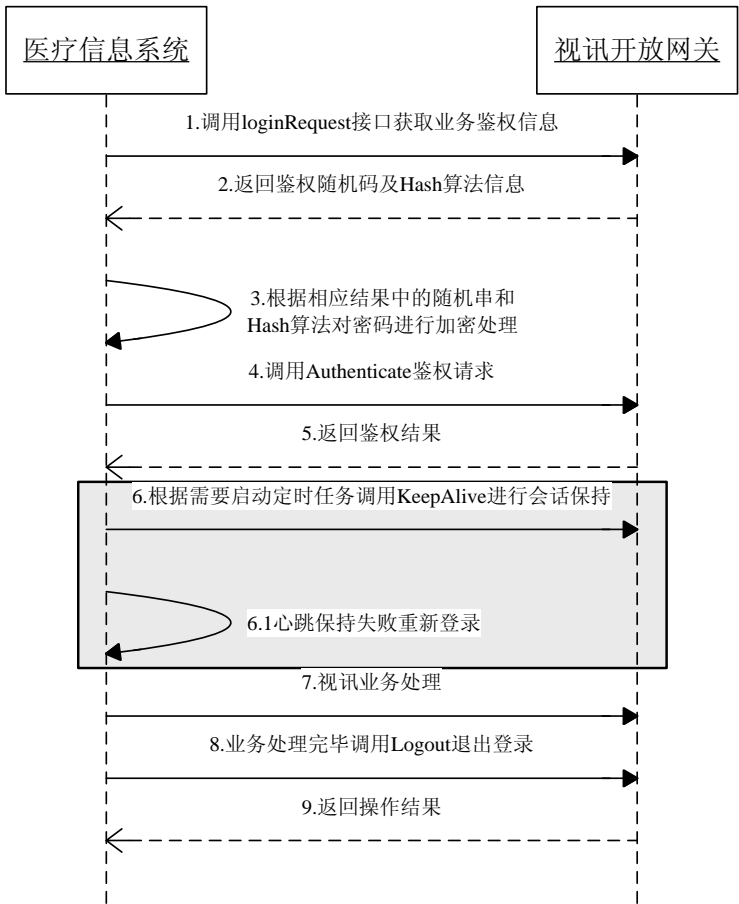 医疗信息系统
视讯开放网关
1.调用loginRequest接口获取业务鉴权信息
2.返回鉴权随机码及Hash算法信息
3.根据相应结果中的随机串和
Hash算法对密码进行加密处理
4.调用Authenticate鉴权请求
5.返回鉴权结果
6.根据需要启动定时任务调用KeepAlive进行会话保持
6.1心跳保持失败重新登录
7.视讯业务处理
8.业务处理完毕调用Logout退出登录
9.返回操作结果